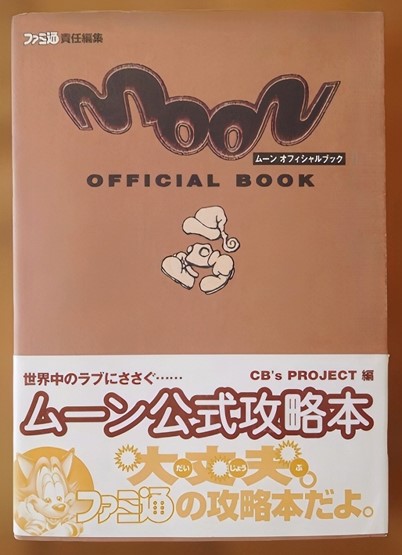 ファミ通 責任編集
MOON
ムーン オフィシャルブック
OFFICIAL BOOK
世界中のラブにささぐ……
CB's PROJECT 編
ムーン公式攻略本
大丈夫。
だい じょう ぶ
ファミ通の攻略本だよ。